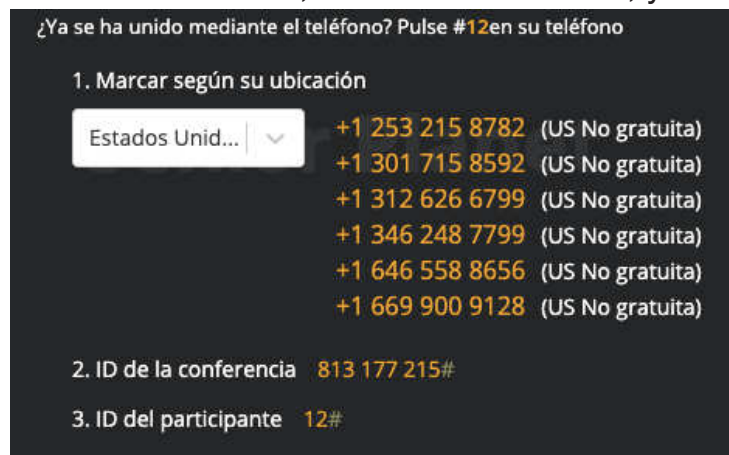 ¿Ya se ha unido mediante el teléfono? Pulse #12en su teléfono
1. Marcar según su ubicación
Estados Unid...
+1 253 215 8782 (US No gratuita)
+1 301 715 8592 (US No gratuita)
+1 312 626 6799 (US No gratuita)
+1 346 248 7799 (US No gratuita)
+1 646 558 8656 (US No gratuita)
+1 669 900 9128 (US No gratuita)
2. ID de la conferencia 813 177 215#
3. ID del participante 12#